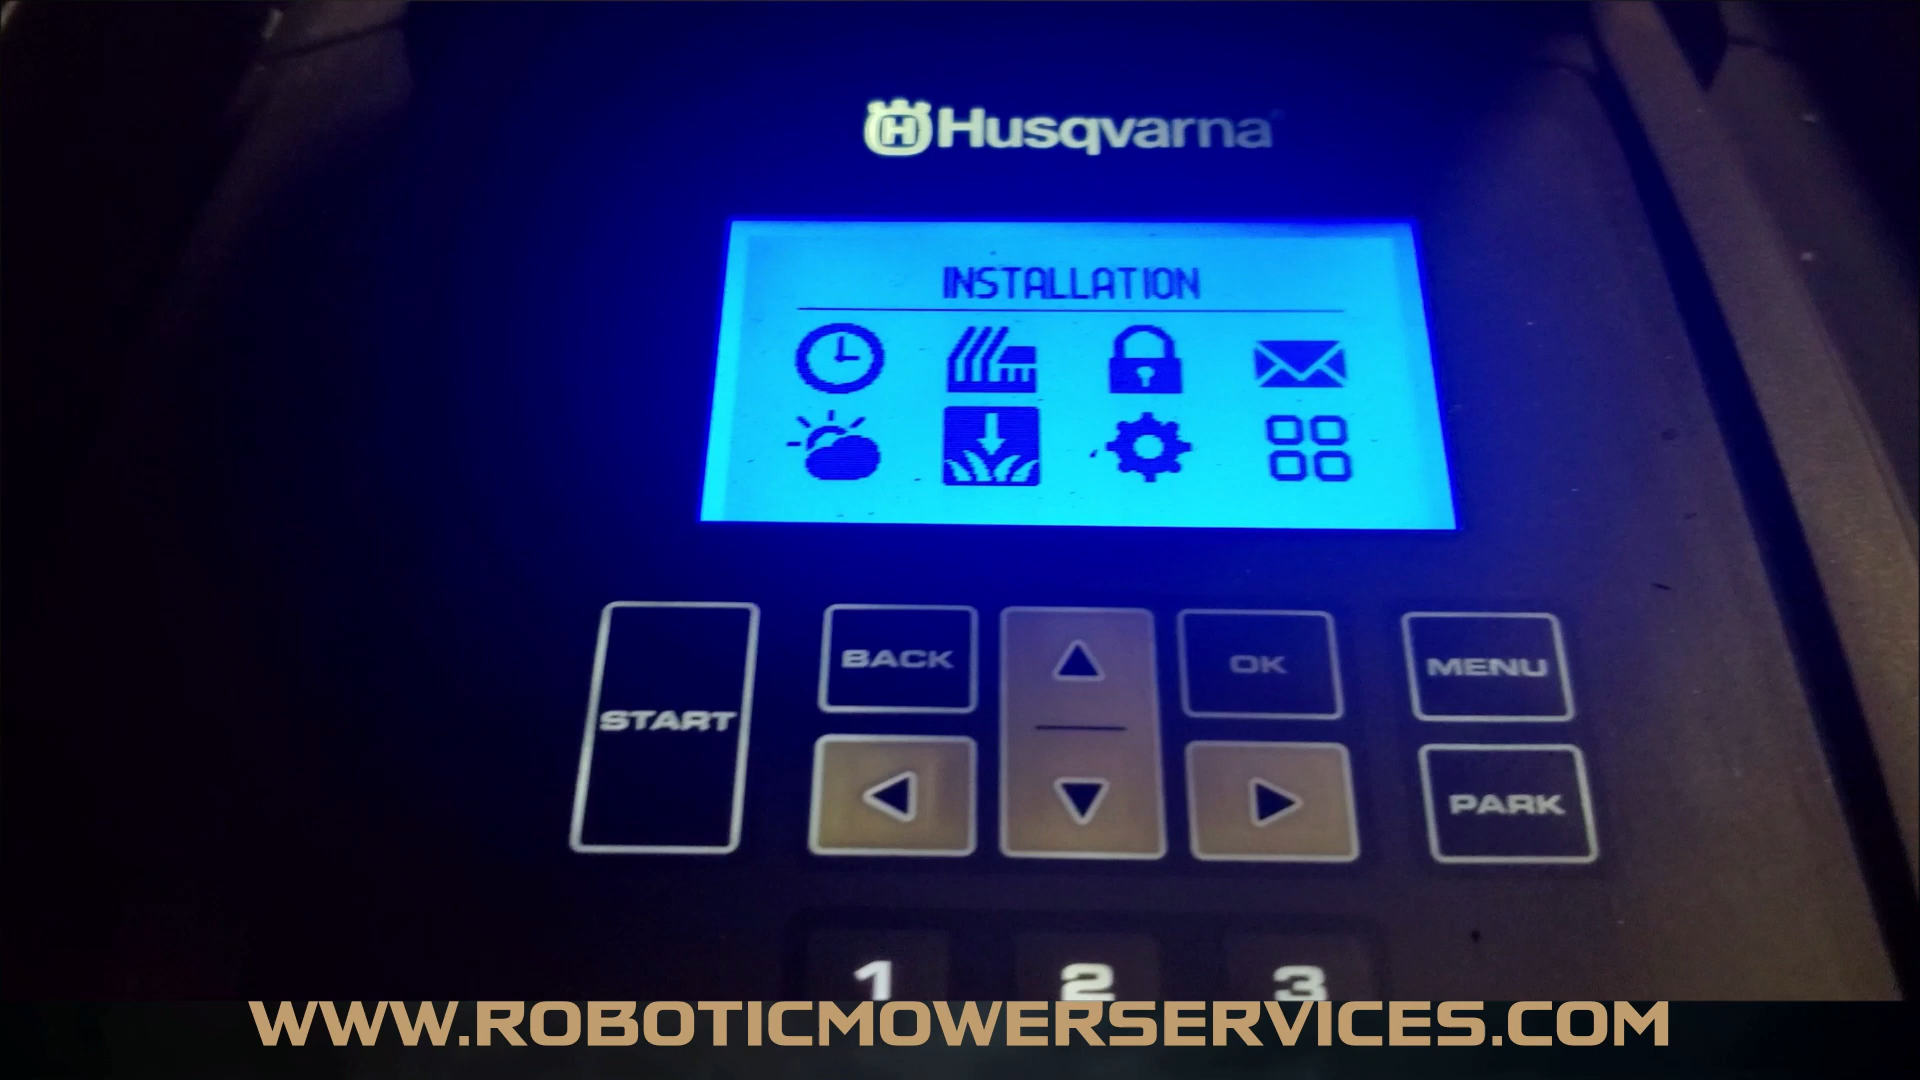 Husqvarna
INSTALLATION
START
BACK
OK
MENU
PARK
1 2 3
WWW.ROBOTICMOWERSERVICES.COM